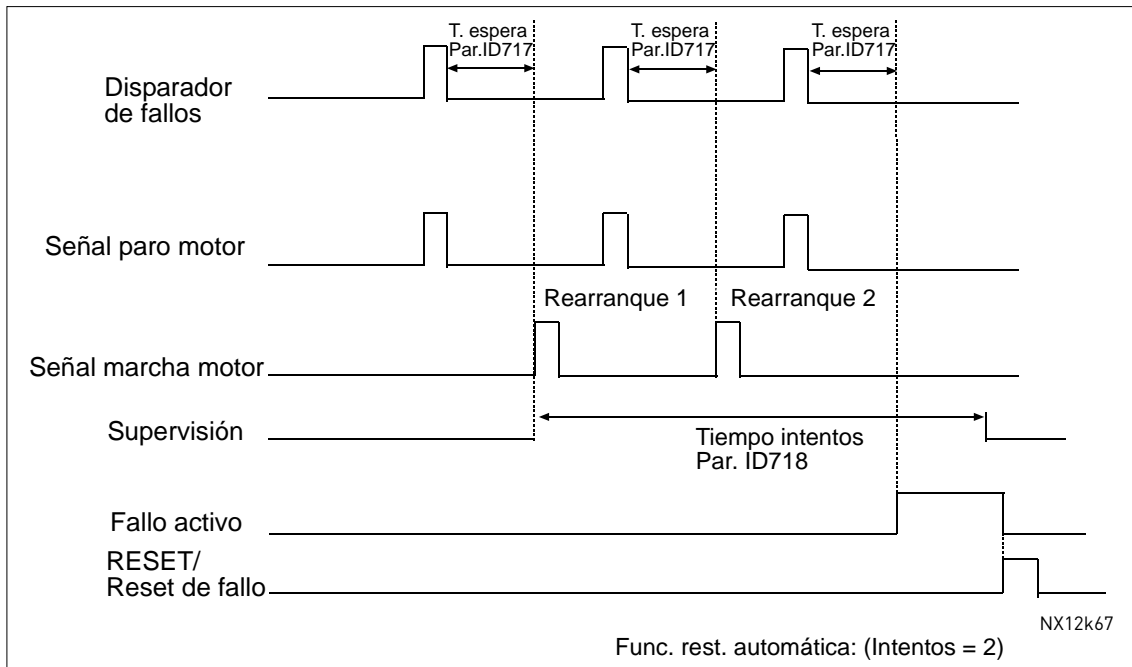 T. espera
Par.ID717
T. espera
Par.ID717
T. espera
Par.ID717
Disparador
de fallos
Señal paro motor
Rearranque 1
Rearranque 2
Señal marcha motor
Supervisión
Tiempo intentos
Par. ID718
Fallo activo
RESET/
Reset de fallo
NX12k67
Func. rest. automática: (Intentos = 2)